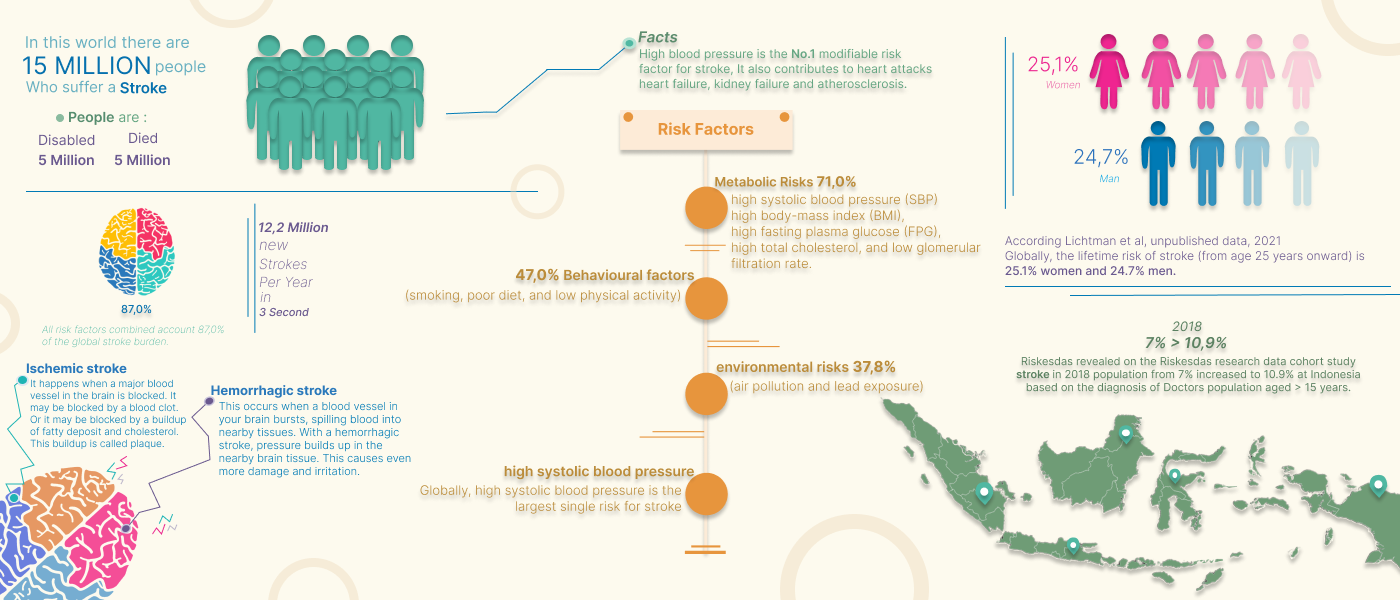 In this world there are
15 MILLION people
Who suffer a Stroke
People are :
Disabled
5 Million
Died
5 Million
Facts
High blood pressure is the No.1 modifiable risk
factor for stroke, It also contributes to heart attacks
heart failure, kidney failure and atherosclerosis.
87,0%
All risk factors combined account 87,0%
of the global stroke burden.
12,2 Million
new
Strokes
Per Year
in
3 Second
Ischemic stroke
It happens when a major blood
vessel in the brain is blocked. It
may be blocked by a blood clot.
Or it may be blocked by a buildup
of fatty deposit and cholesterol.
This buildup is called plaque.
Hemorrhagic stroke
This occurs when a blood vessel in
your brain bursts, spilling blood into
nearby tissues. With a hemorrhagic
stroke, pressure builds up in the
nearby brain tissue. This causes even
more damage and irritation.
Risk Factors
Metabolic Risks 71,0%
high systolic blood pressure (SBP)
high body-mass index (BMI),
high fasting plasma glucose (FPG),
high total cholesterol, and low glomerular
filtration rate.
47,0% Behavioural factors
(smoking, poor diet, and low physical activity)
environmental risks 37,8%
(air pollution and lead exposure)
high systolic blood pressure
Globally, high systolic blood pressure is the
largest single risk for stroke
25,1%
Women
24,7%
Man
According Lichtman et al, unpublished data, 2021
Globally, the lifetime risk of stroke (from age 25 years onward) is
25.1% women and 24.7% men.
2018
7% > 10,9%
Riskesdas revealed on the Riskesdas research data cohort study
stroke in 2018 population from 7% increased to 10.9% at Indonesia
based on the diagnosis of Doctors population aged > 15 years.